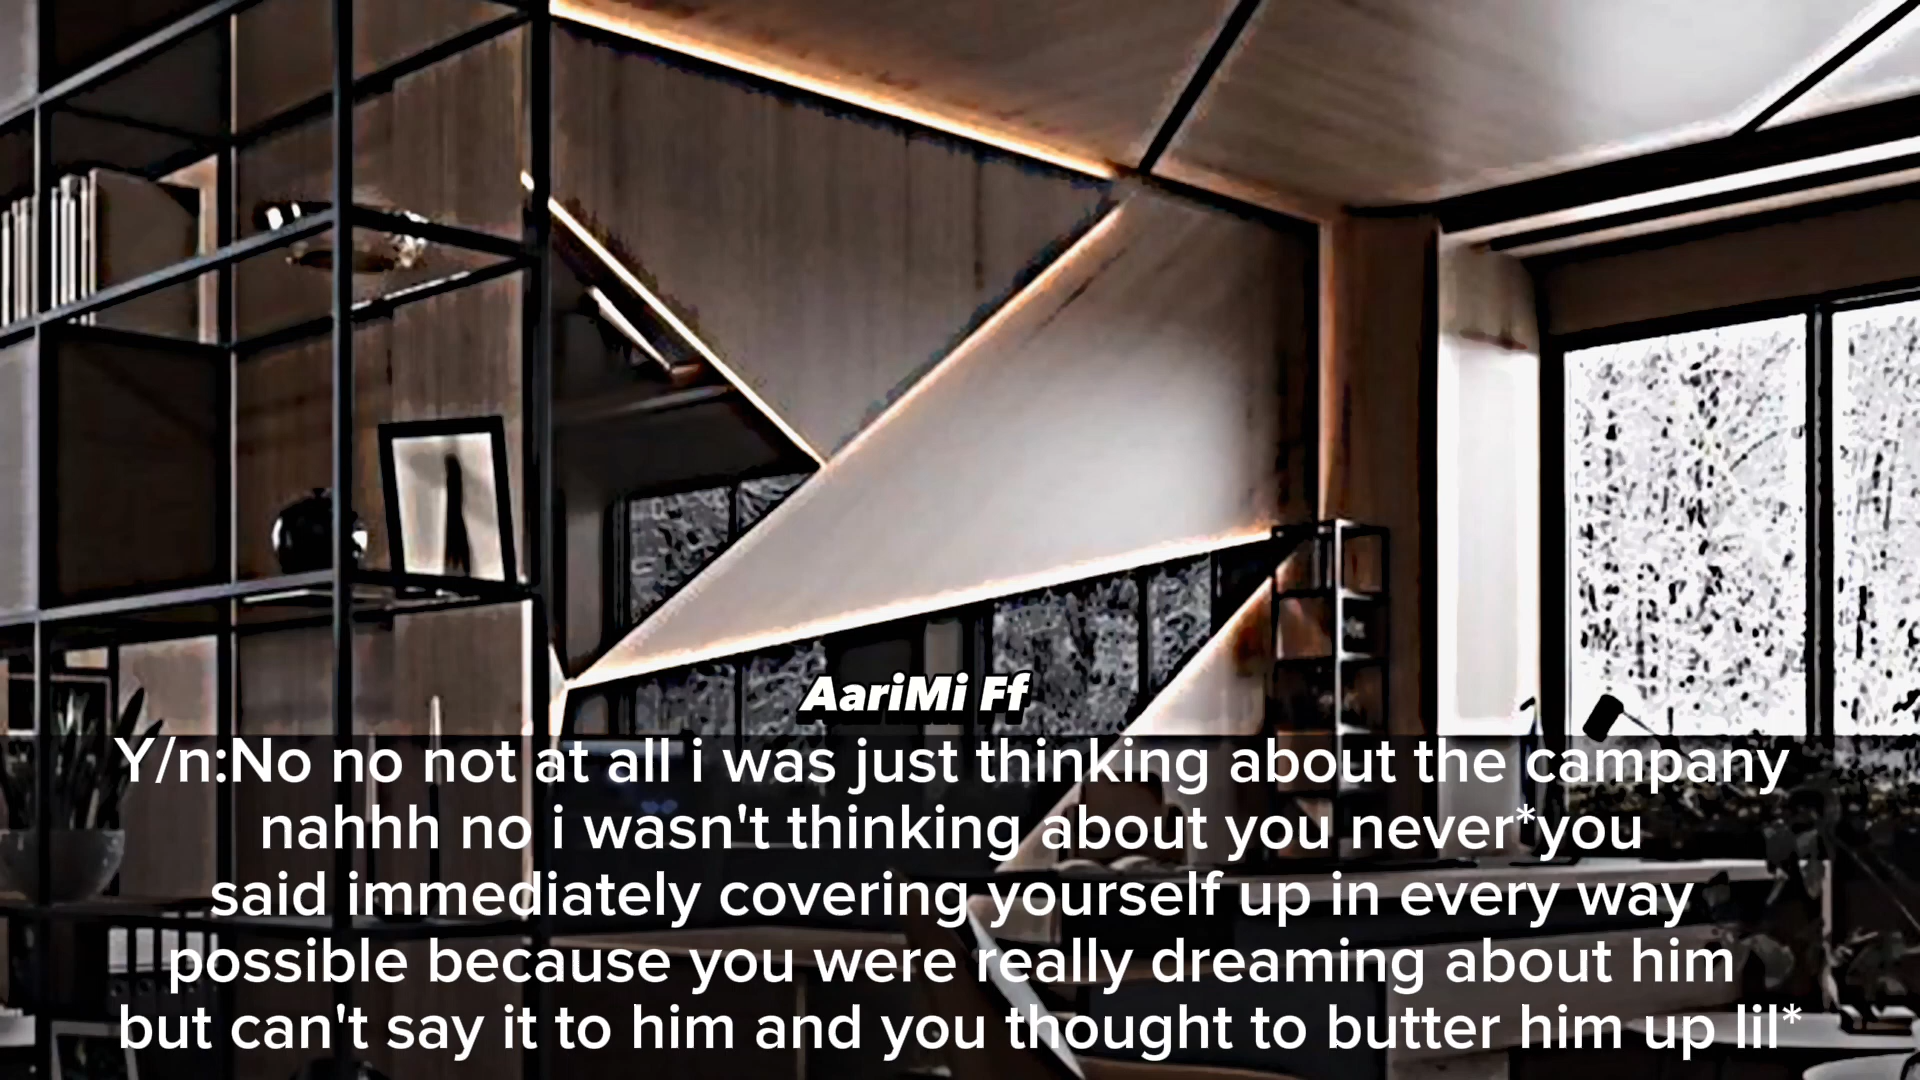 AariMi Ff
Y/n:No no not at all i was just thinking about the campany
nahhh no i wasn't thinking about you never*you
said immediately covering yourself up in every way
possible because you were really dreaming about him
but can't say it to him and you thought to butter him up lil*